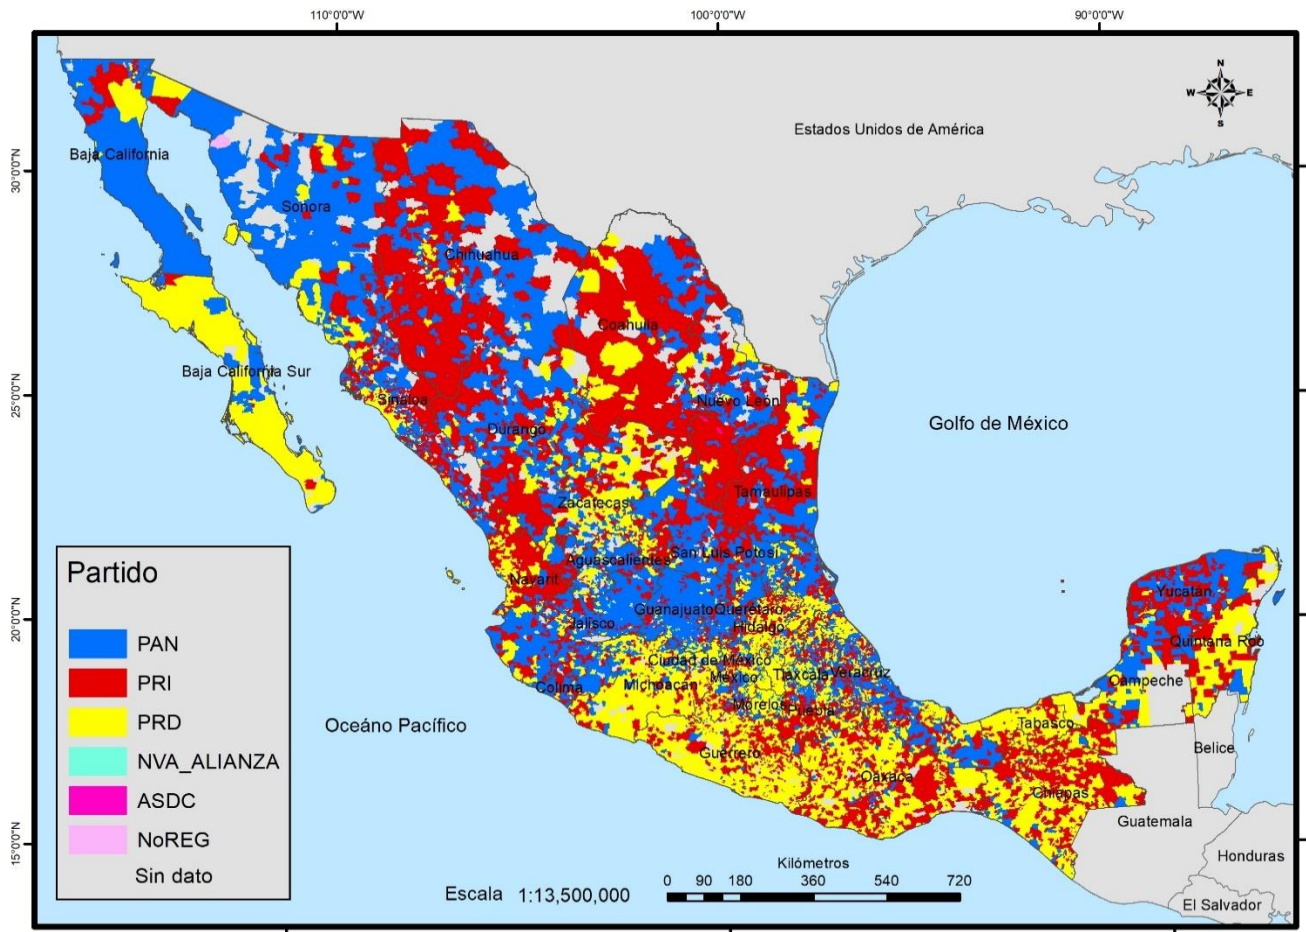 110°0'0"W
100°0'0"W
90°0'0"W
N
W
E
S
Estados Unidos de América
30°0'0"N
Baja California
Sonora
Chihuahua
Coahuila
25°0'0"N
Baja California Sur
Sinaloa
Nuevo León
Durango
Golfo de México
Tamaulipas
Zacatecas
San Luis Potosí
Aguascalientes
Nayarit
Yucatán
20°0'0"N
Guanajuato
Querétaro
Jalisco
Hidalgo
Quintana Roo
Ciudad de México
México
Tlaxcala
Veracruz
Campeche
Colima
Michoacán
Morelos
Puebla
Oceáno Pacífico
Tabasco
Guerrero
Belice
Oaxaca
Chiapas
Guatemala
15°0'0"N
Honduras
El Salvador
Partido
PAN
PRI
PRD
NVA_ALIANZA
ASDC
NoREG
Sin dato
Kilómetros
Escala 1:13,500,000
0 90 180 360 540 720